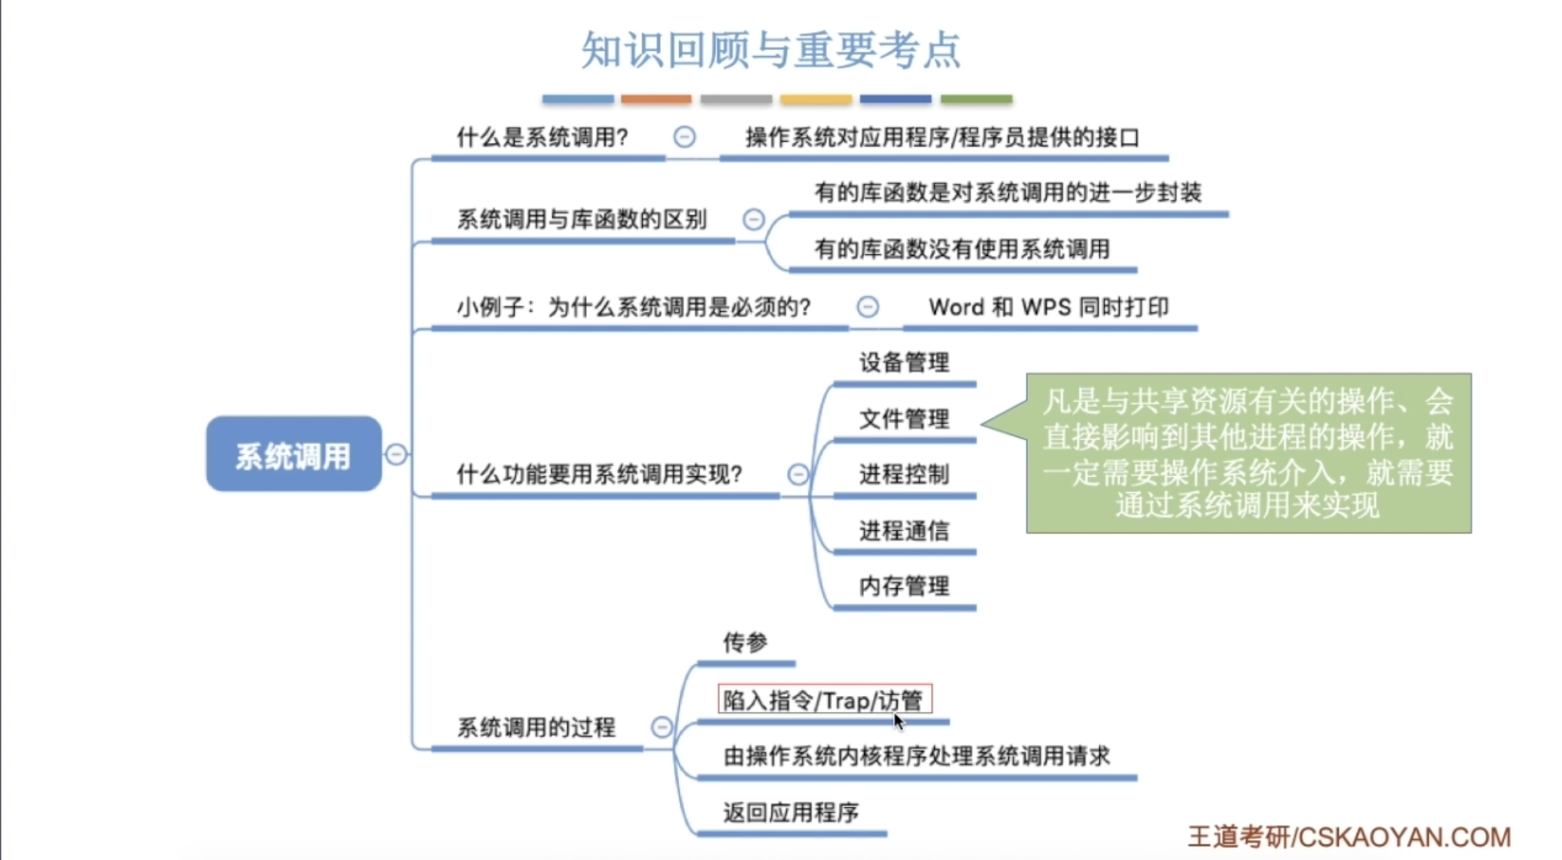 知识回顾与重要考点
什么是系统调用?
操作系统对应用程序/程序员提供的接口
系统调用与库函数的区别
有的库函数是对系统调用的进一步封装
有的库函数没有使用系统调用
小例子：为什么系统调用是必须的?
Word 和 WPS 同时打印
系统调用
什么功能要用系统调用实现?
设备管理
文件管理
进程控制
进程通信
内存管理
凡是与共享资源有关的操作、会
直接影响到其他进程的操作，就
一定需要操作系统介入，就需要
通过系统调用来实现
系统调用的过程
传参
陷入指令/Trap/访管
由操作系统内核程序处理系统调用请求
返回应用程序
王道考研/CSKAOYAN.COM